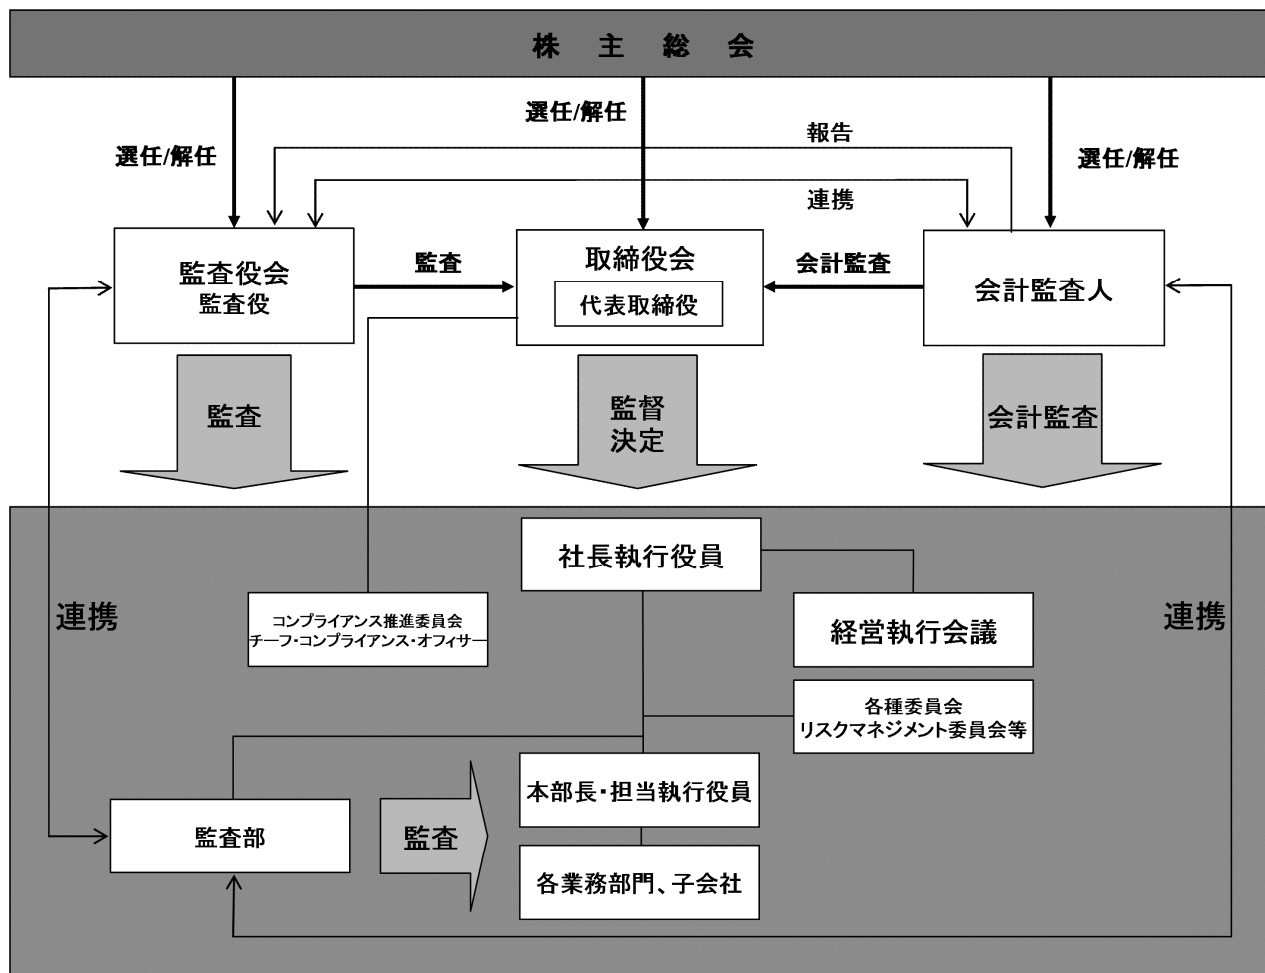 株主総会
選任/解任
選任/解任
選任/解任
報告
連携
監査役会
監査役
監査
取締役会
代表取締役
会計監査
会計監査人
監査
監督
決定
会計監査
社長執行役員
連携
コンプライアンス推進委員会
チーフ・コンプライアンス・オフィサー
経営執行会議
連携
各種委員会
リスクマネジメント委員会等
本部長・担当執行役員
監査部
監査
各業務部門、子会社